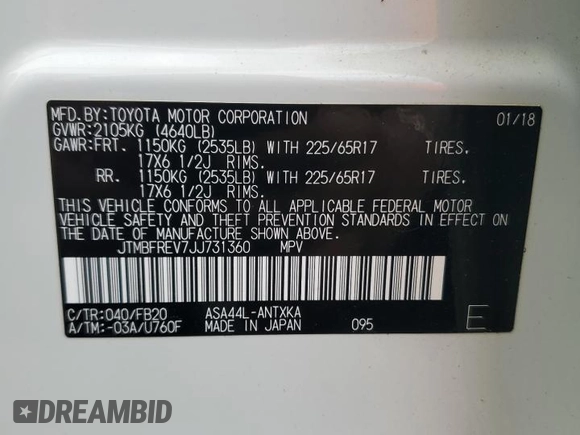 MFD.BY:TOYOTA MOTOR CORPORATION 01/18
GVWR:2105KG (4640LB)
GAWR:FRT. 1150KG (2535LB) WITH 225/65R17 TIRES,
17X6 1/2J RIMS.
RR. 1150KG (2535LB) WITH 225/65R17 TIRES,
17X6 1/2J RIMS.
THIS VEHICLE CONFORMS TO ALL APPLICABLE FEDERAL MOTOR
VEHICLE SAFETY AND THEFT PREVENTION STANDARDS IN EFFECT ON
THE DATE OF MANUFACTURE SHOWN ABOVE.
JTMBFREV7JJ731360 MPV
C/TR:040/FB20 ASA44L-ANTXKA
A/TM:-03A/U760F MADE IN JAPAN 095 E
DREAMBID